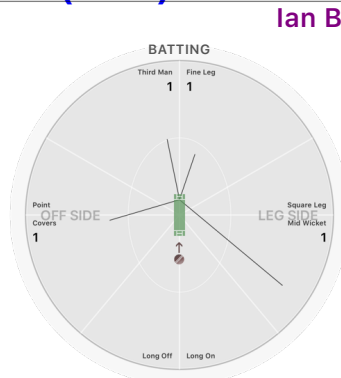 Ian B
BATTING
Third Man
1
Fine Leg
1
Point
OFF SIDE
Covers
1
Square Leg
LEG SIDE
Mid Wicket
1
Long Off
Long On